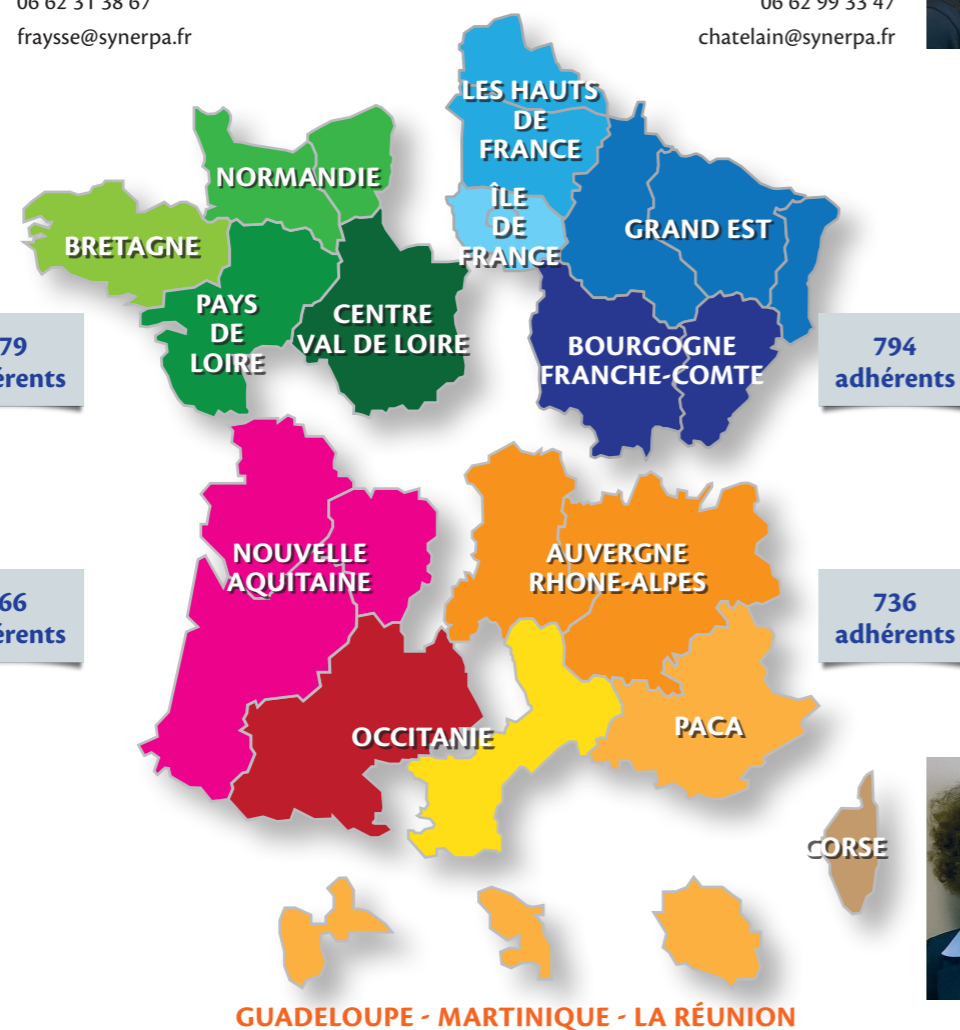 06 62 31 38 67
fraysse@synerpa.fr
06 62 99 33 47
chatelain@synerpa.fr
LES HAUTS
DE
FRANCE
NORMANDIE
ÎLE
DE
FRANCE
GRAND EST
BRETAGNE
PAYS
DE
LOIRE
CENTRE
VAL DE LOIRE
BOURGOGNE
FRANCHE-COMTE
794
adhérents
NOUVELLE
AQUITAINE
AUVERGNE
RHONE-ALPES
736
adhérents
OCCITANIE
PACA
CORSE
GUADELOUPE - MARTINIQUE - LA RÉUNION